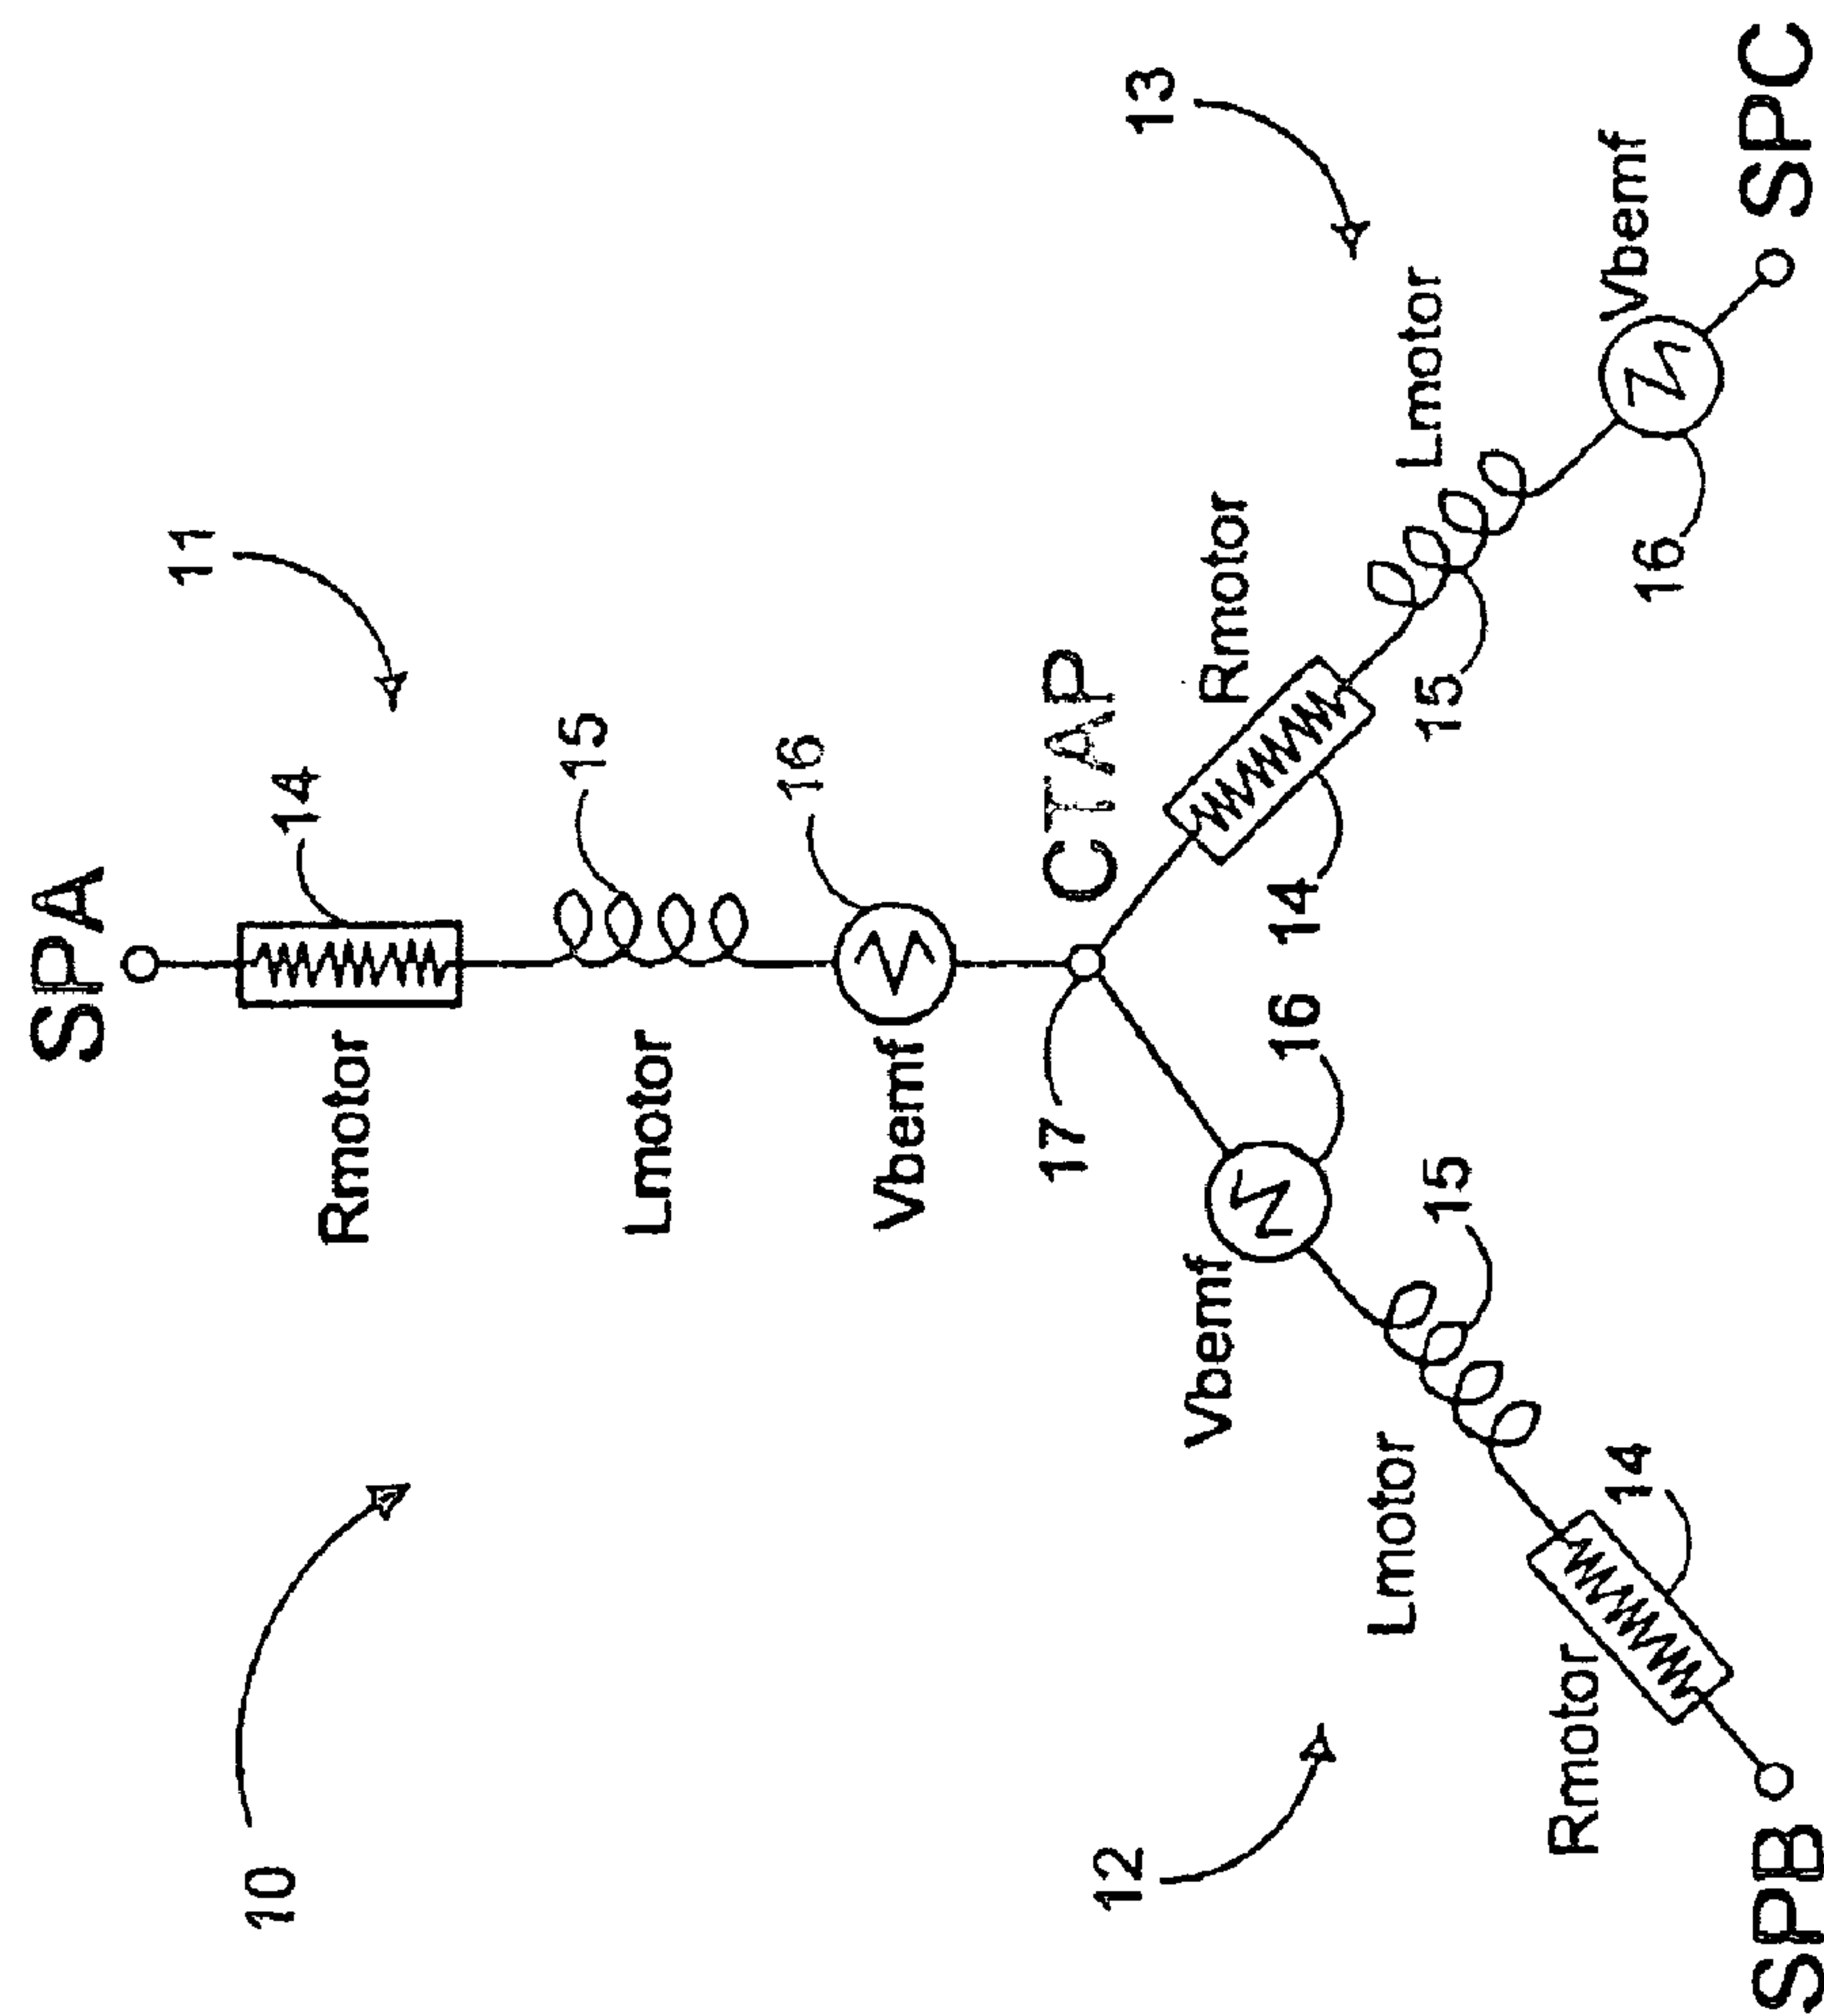 SPA
10
11
14
Rmotor
15
Lmotor
16
Vbemf
CTAP
17
12
13
16
Vbemf
15
Lmotor
14
Rmotor
SPB
14
Rmotor
15
Lmotor
16
Vbemf
SPC